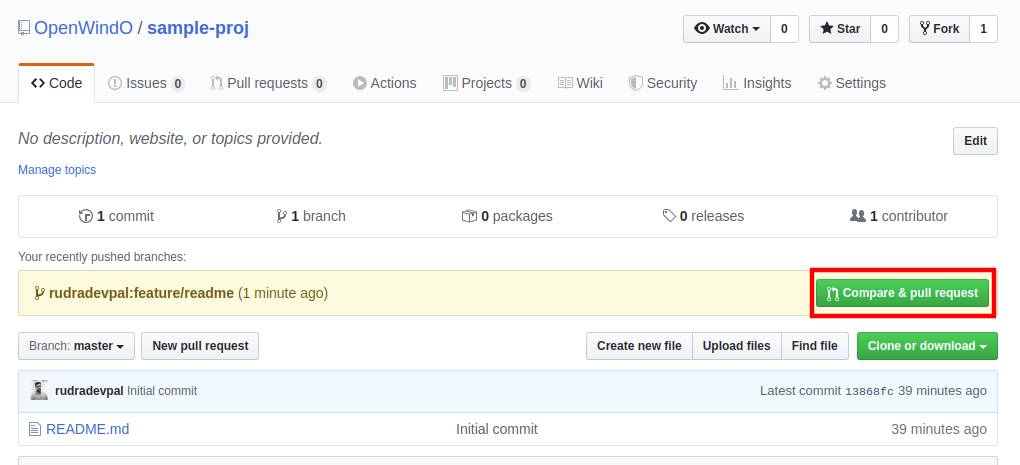 OpenWindO / sample-proj Watch 0 Star 0 Fork 1
Code Issues 0 Pull requests 0 Actions Projects 0 Wiki Security Insights Settings
No description, website, or topics provided. Edit
Manage topics
1 commit 1 branch 0 packages 0 releases 1 contributor
Your recently pushed branches:
rudradevpal:feature/readme (1 minute ago) Compare & pull request
Branch: master New pull request Create new file Upload files Find file Clone or download
rudradevpal Initial commit Latest commit 13868fc 39 minutes ago
README.md Initial commit 39 minutes ago